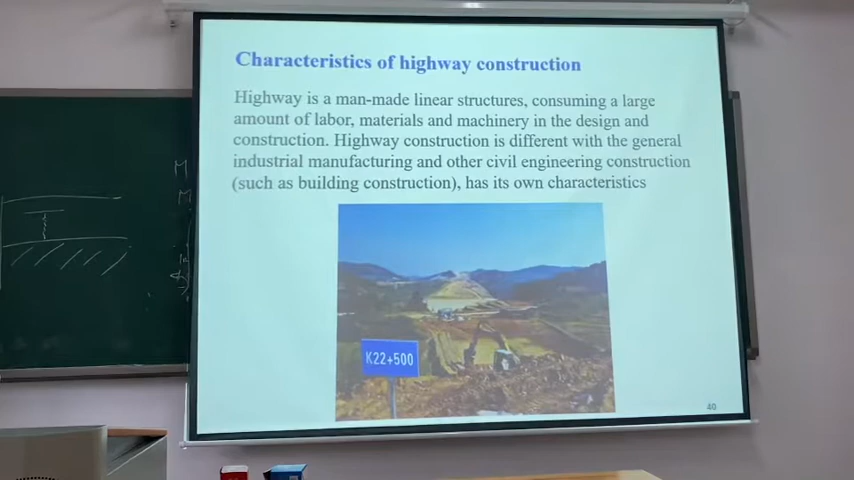 Characteristics of highway construction
Highway is a man-made linear structures, consuming a large
amount of labor, materials and machinery in the design and
construction. Highway construction is different with the general
industrial manufacturing and other civil engineering construction
(such as building construction), has its own characteristics
K22+500
40